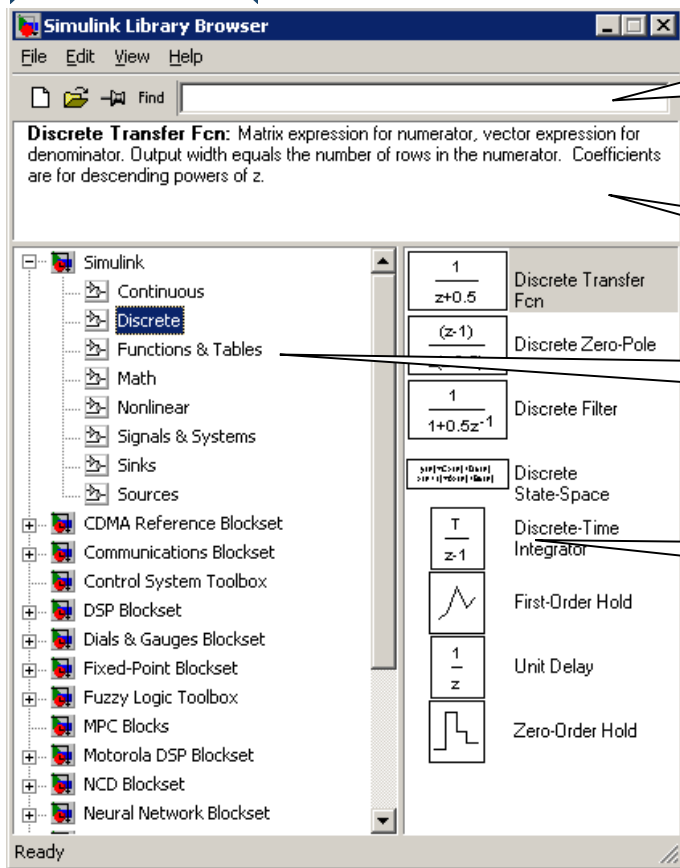 Simulink Library Browser
File Edit View Help
Find
Discrete Transfer Fcn: Matrix expression for numerator, vector expression for
denominator. Output width equals the number of rows in the numerator. Coefficients
are for descending powers of z.
Simulink
Continuous
Discrete
Functions & Tables
Math
Nonlinear
Signals & Systems
Sinks
Sources
CDMA Reference Blockset
Communications Blockset
Control System Toolbox
DSP Blockset
Dials & Gauges Blockset
Fixed-Point Blockset
Fuzzy Logic Toolbox
MPC Blocks
Motorola DSP Blockset
NCD Blockset
Neural Network Blockset
1
z+0.5
Discrete Transfer
Fcn
(z-1)
Discrete Zero-Pole
1
1+0.5z-1
Discrete Filter
Discrete
State-Space
T
z-1
Discrete-Time
Integrator
First-Order Hold
1
z
Unit Delay
Zero-Order Hold
Ready